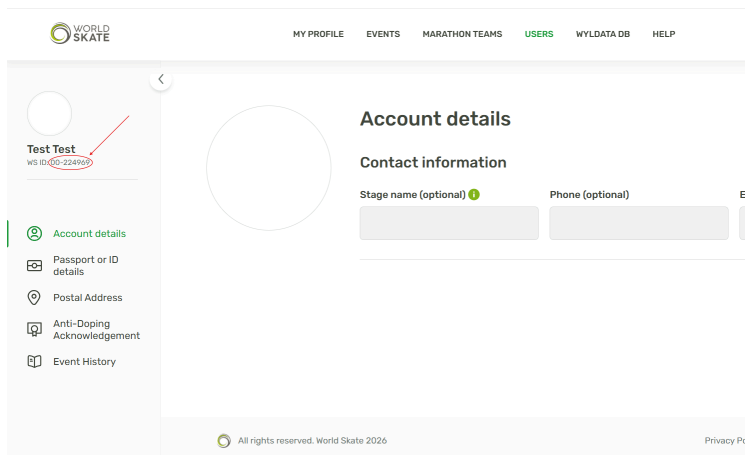 WORLD
SKATE
MY PROFILE EVENTS MARATHON TEAMS USERS WYLDATA DB HELP
Test Test
WS ID:00-224969
Account details
Passport or ID
details
Postal Address
Anti-Doping
Acknowledgement
Event History
Account details
Contact information
Stage name (optional) i Phone (optional) E
All rights reserved. World Skate 2026
Privacy Po